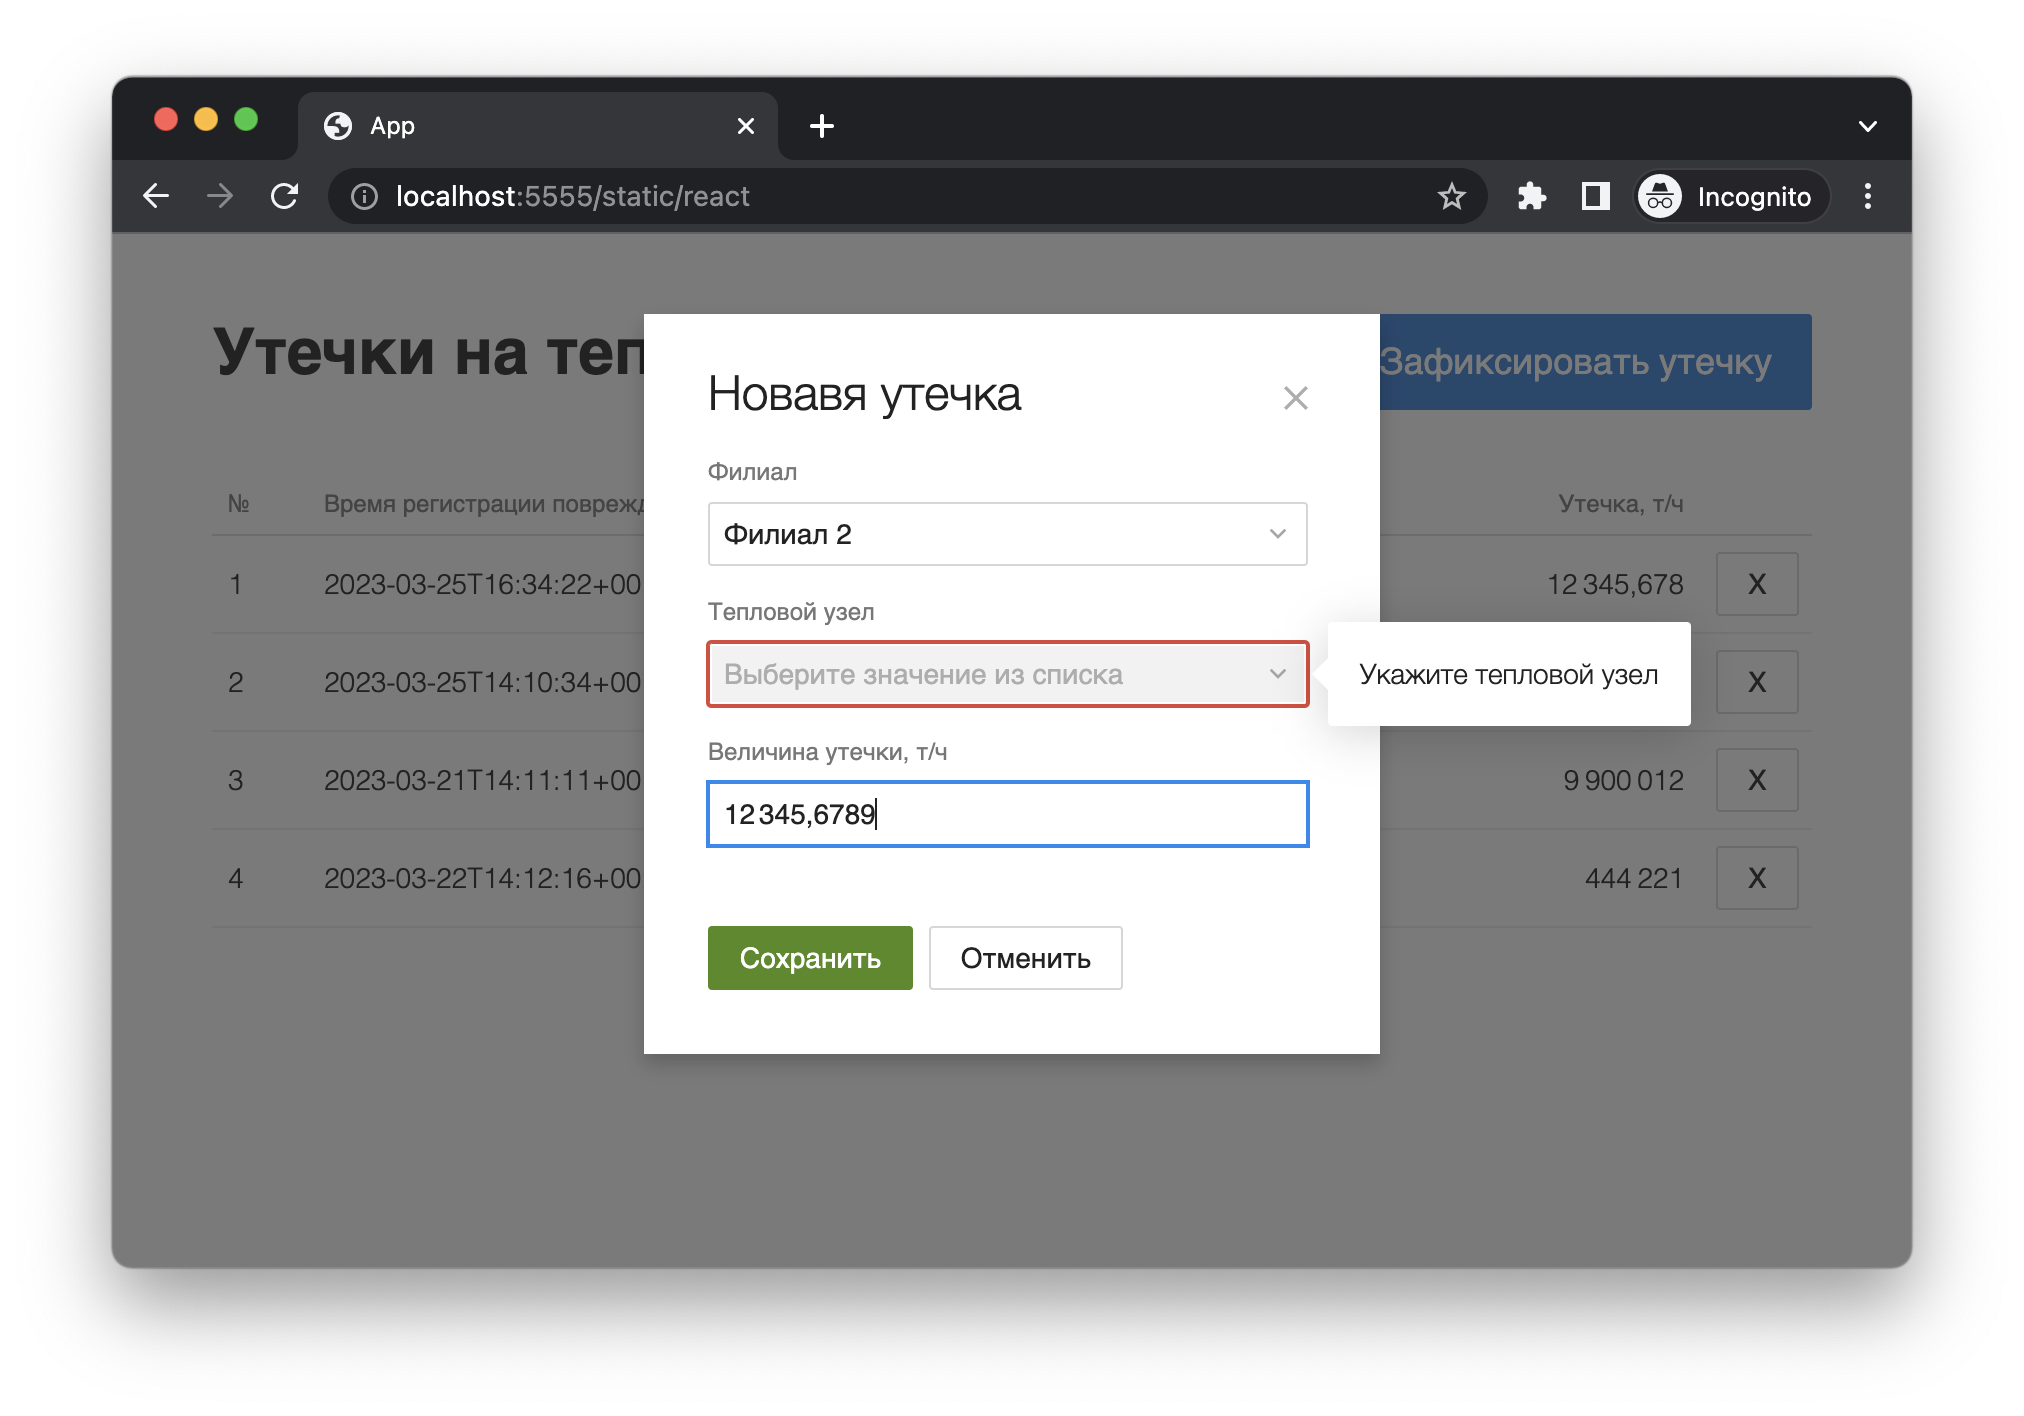 App
localhost:5555/static/react
Incognito
Утечки на теп
Зафиксировать утечку
№ Время регистрации поврежд Утечка, т/ч
1 2023-03-25T16:34:22+00 12 345,678 X
2 2023-03-25T14:10:34+00 X
3 2023-03-21T14:11:11+00 9 900 012 X
4 2023-03-22T14:12:16+00 444 221 X
Новавя утечка
Филиал
Филиал 2
Тепловой узел
Выберите значение из списка
Укажите тепловой узел
Величина утечки, т/ч
12 345,6789
Сохранить Отменить